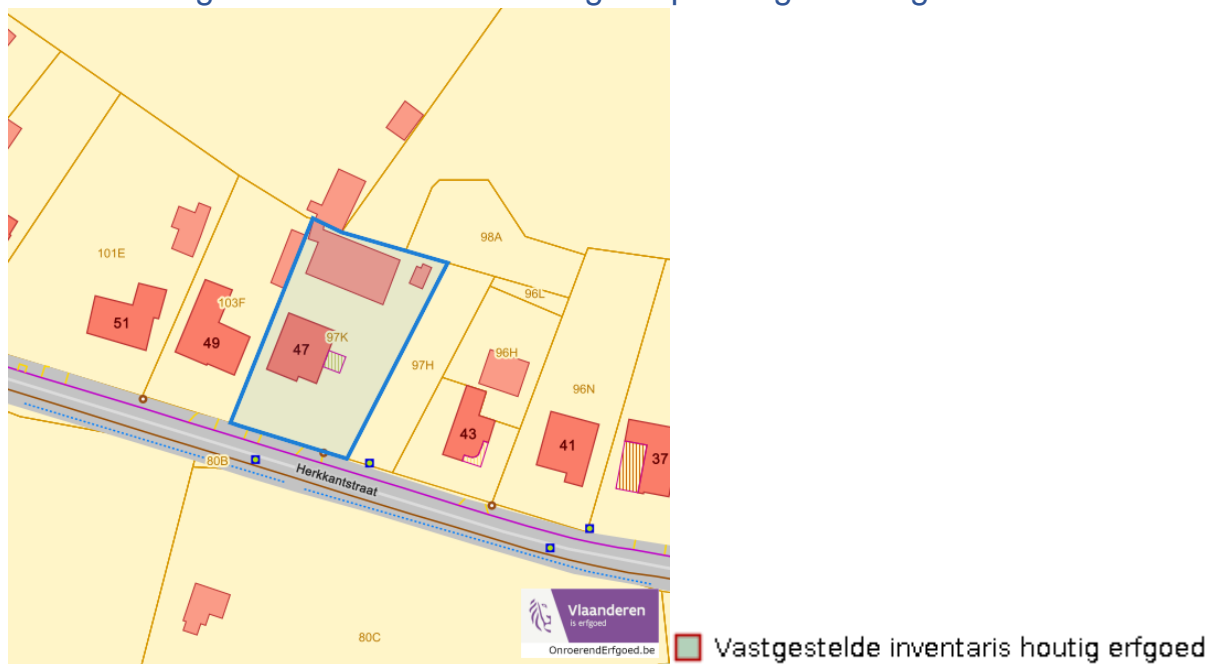 101E
51
103F
49
97K
47
98A
96L
97H
96H
43
96N
41
37
80B
Herkkantstraat
80C
Vlaanderen
is erfgoed
OnroerendErfgoed.be
Vastgestelde inventaris houtig erfgoed